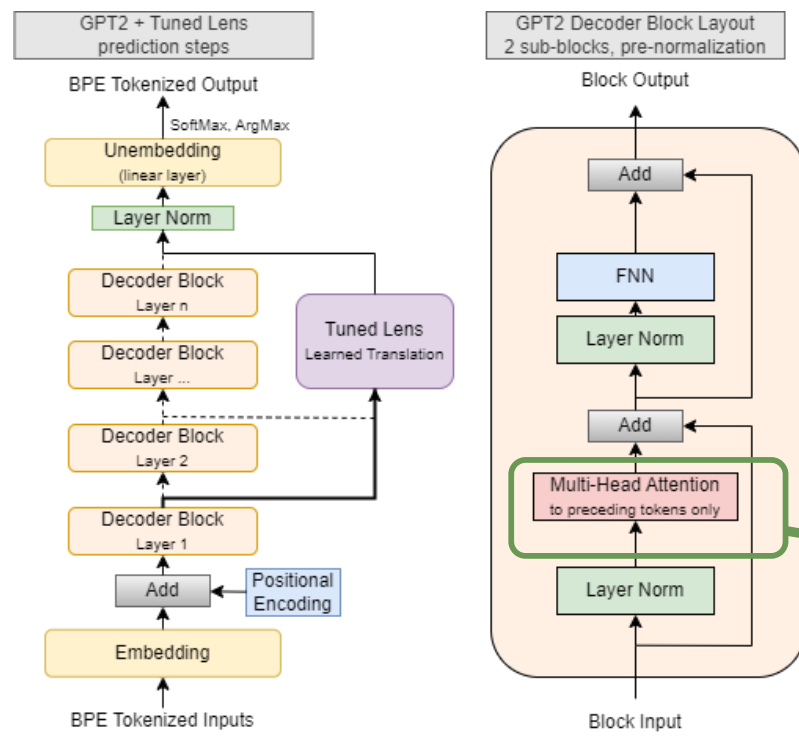 GPT2 + Tuned Lens
prediction steps
BPE Tokenized Output
SoftMax, ArgMax
Unembedding
(linear layer)
Layer Norm
Decoder Block
Layer n
Decoder Block
Layer ...
Decoder Block
Layer 2
Decoder Block
Layer 1
Tuned Lens
Learned Translation
Add
Positional
Encoding
Embedding
BPE Tokenized Inputs
GPT2 Decoder Block Layout
2 sub-blocks, pre-normalization
Block Output
Add
FNN
Layer Norm
Add
Multi-Head Attention
to preceding tokens only
Layer Norm
Block Input